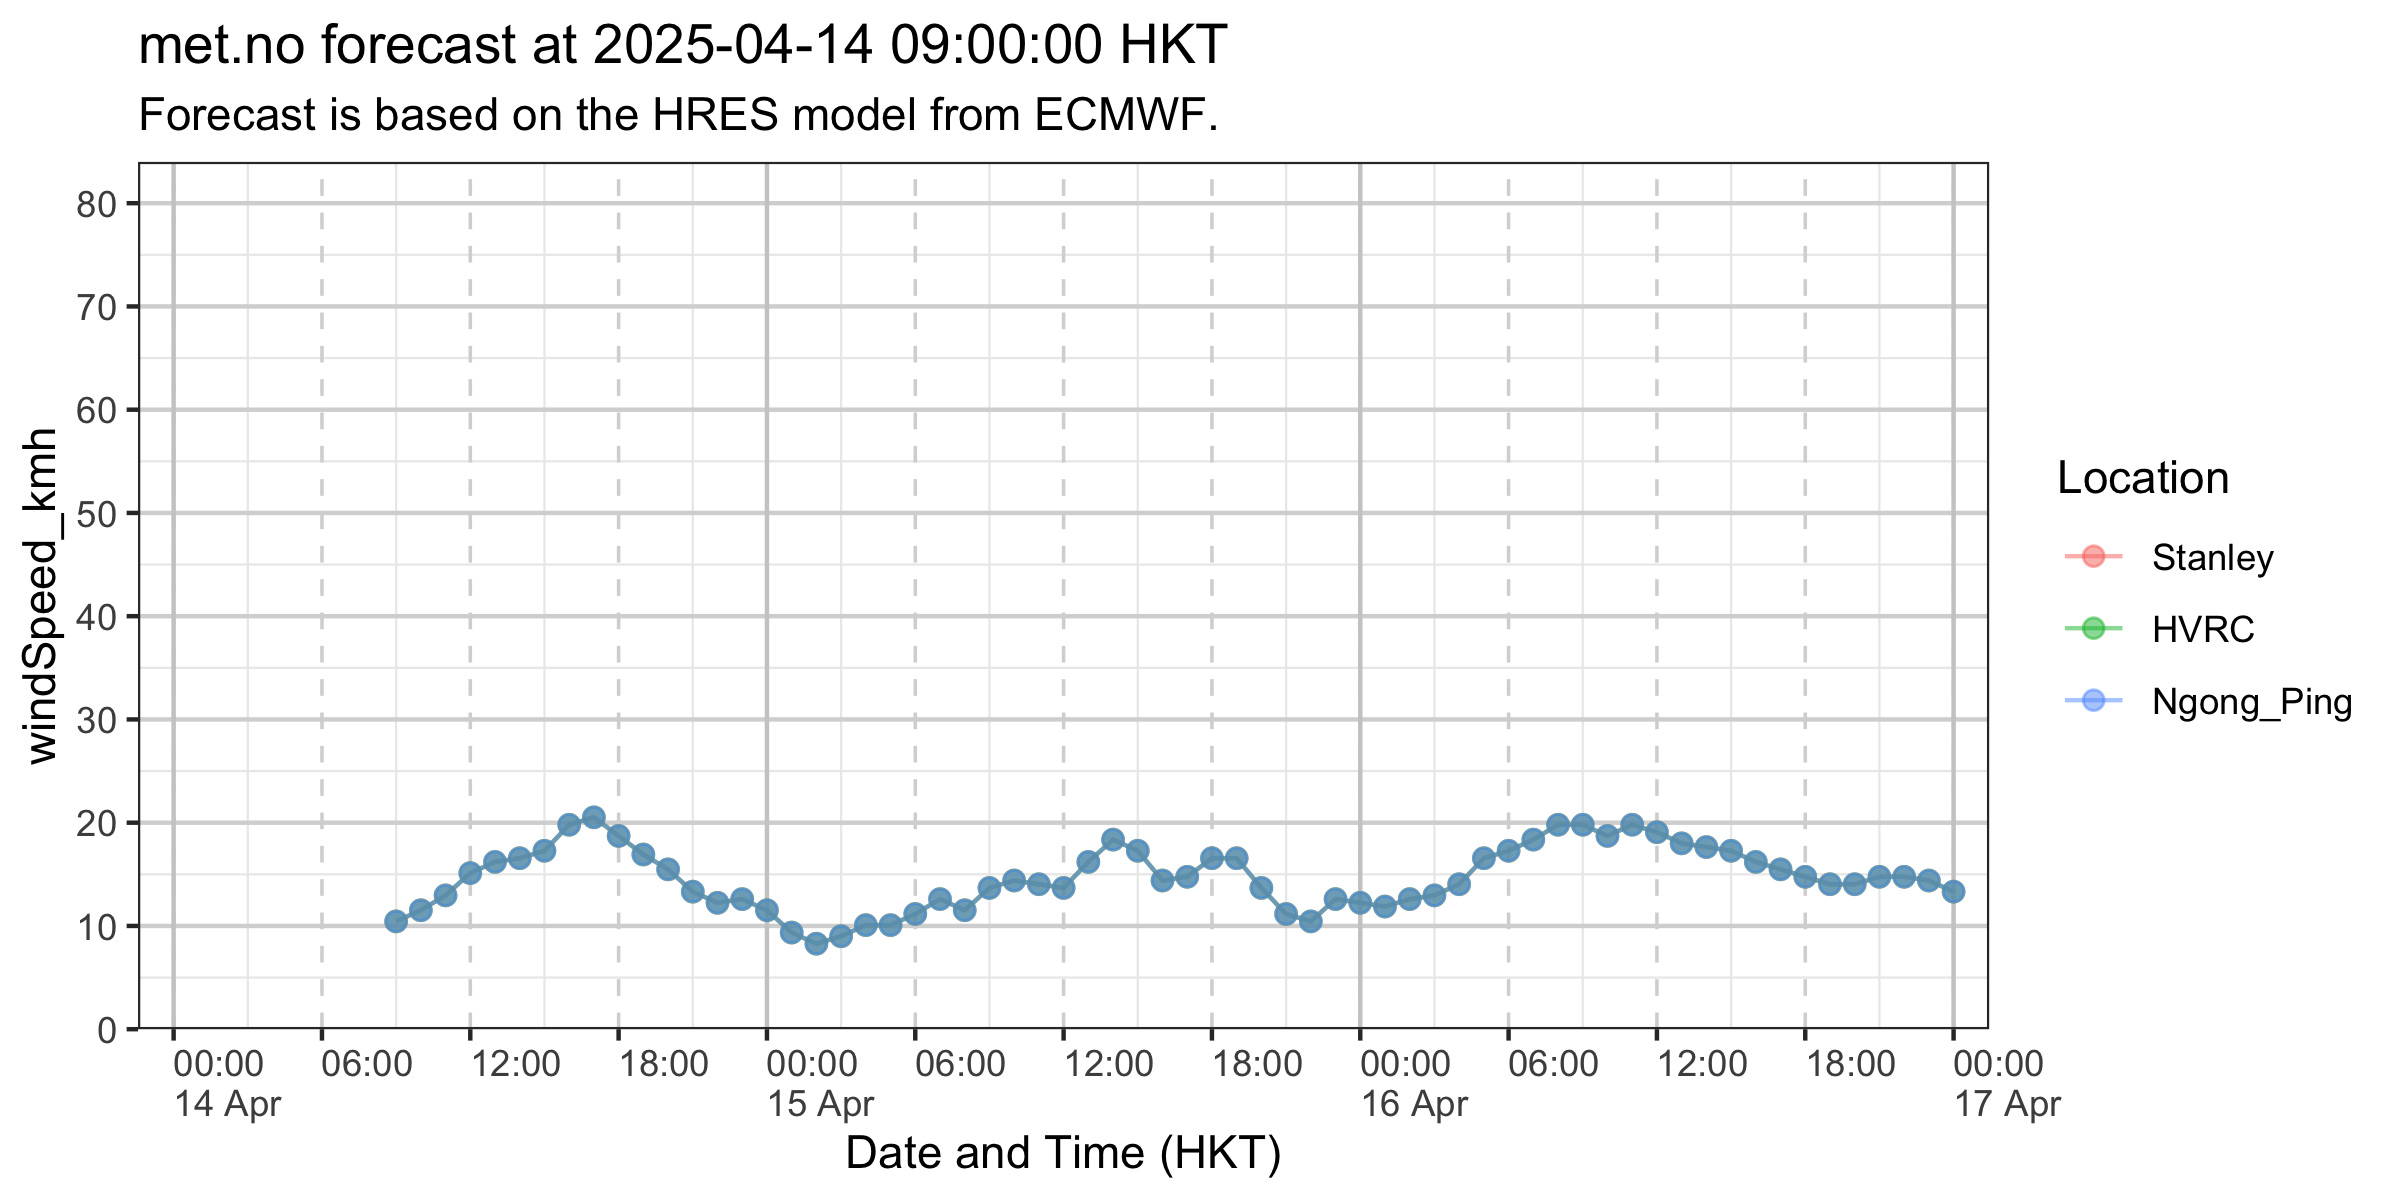 met.no forecast at 2025-04-14 09:00:00 HKT
Forecast is based on the HRES model from ECMWF.
windSpeed_kmh
80
70
60
50
40
30
20
10
0
00:00 06:00 12:00 18:00 00:00 06:00 12:00 18:00 00:00 06:00 12:00 18:00 00:00
14 Apr 15 Apr 16 Apr 17 Apr
Date and Time (HKT)
Location
Stanley
HVRC
Ngong_Ping